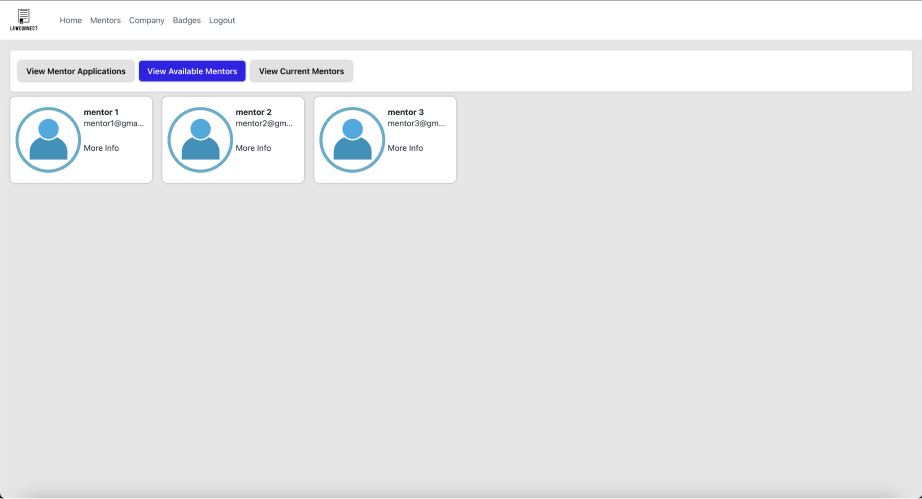 LAWCONNECT
Home Mentors Company Badges Logout
View Mentor Applications View Available Mentors View Current Mentors
mentor 1
mentor1@gma...
More Info
mentor 2
mentor2@gm...
More Info
mentor 3
mentor3@gm...
More Info